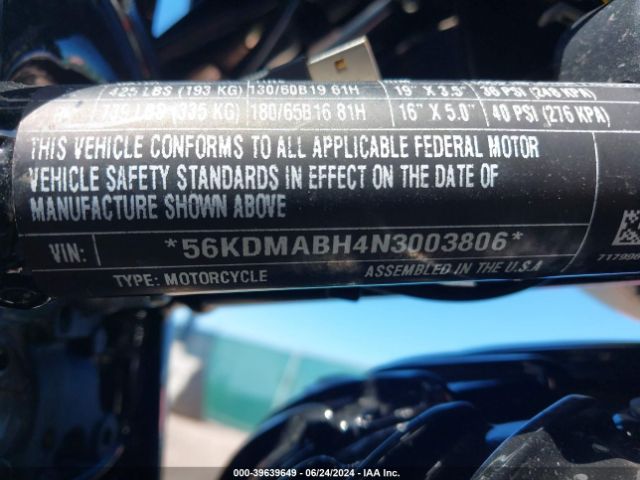 425 LBS (193 KG) 130/60B19 61H 19" X 3.5" 36 PSI (248 KPA)
739 LBS (335 KG) 180/65B16 81H 16" X 5.0" 40 PSI (276 KPA)
THIS VEHICLE CONFORMS TO ALL APPLICABLE FEDERAL MOTOR
VEHICLE SAFETY STANDARDS IN EFFECT ON THE DATE OF
MANUFACTURE SHOWN ABOVE
VIN: *56KDMABH4N3003806*
TYPE: MOTORCYCLE ASSEMBLED IN THE U.S.A
000-39639649 - 06/24/2024 - IAA Inc.